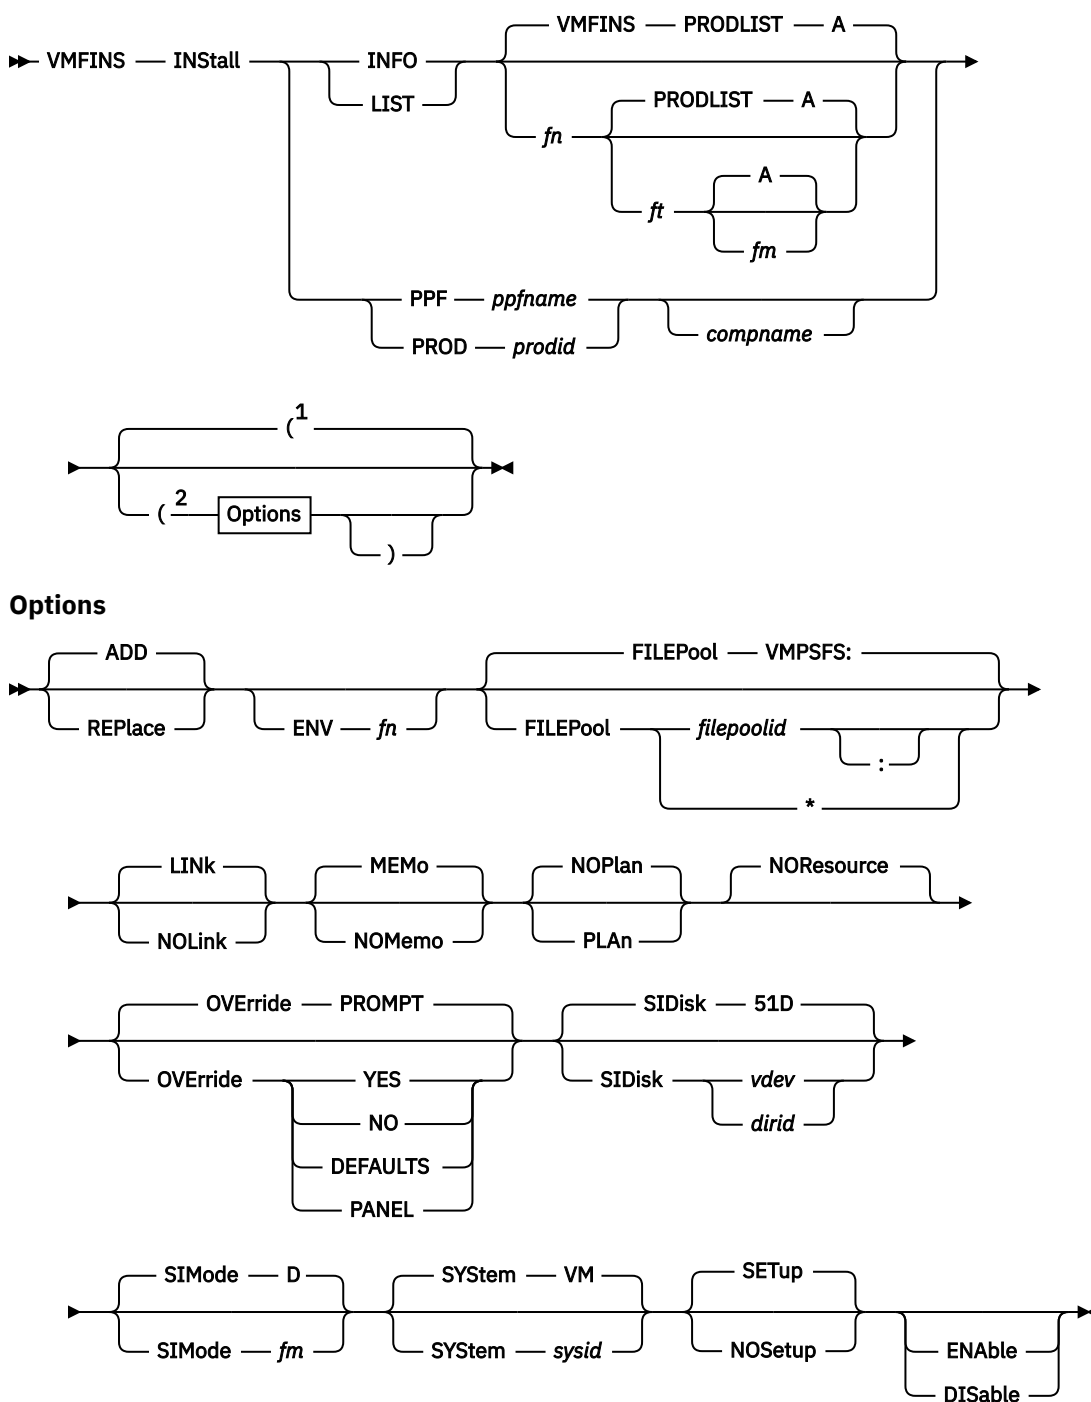 VMFINS PRODLIST A
VMFINS INStall INFO
LIST PRODLIST A
fn
A
ft
fm
PPF ppfname
compname
PROD prodid
( 1
( 2 Options
)
Options
ADD FILEPool VMPSFS:
REPlace ENV fn FILEPool filepoolid
:
*
LINk MEMo NOPlan NOResource
NOLink NOMemo PLAn
OVErride PROMPT SIDisk 51D
OVErride YES SIDisk vdev
NO dirid
DEFAULTS
PANEL
SIMode D SYStem VM SETup
SIMode fm SYStem sysid NOSetup ENAble
DISable